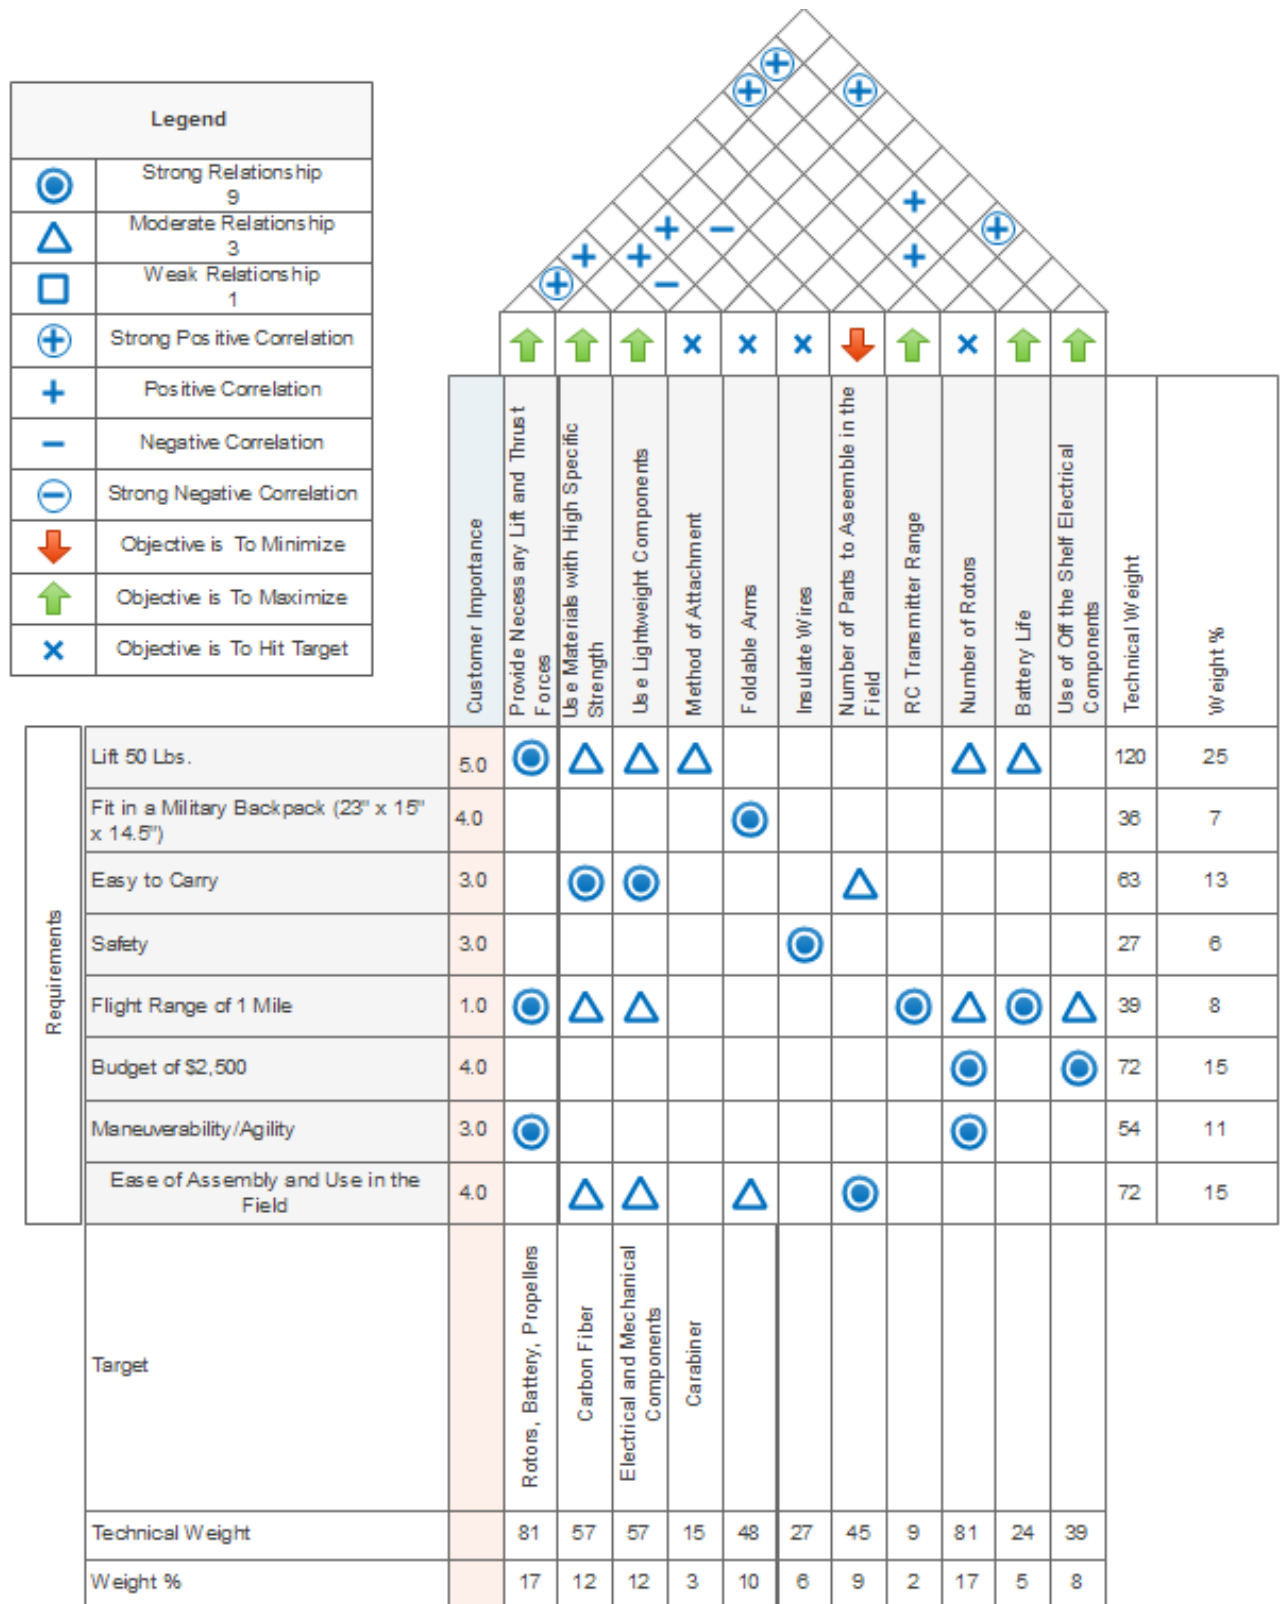 Legend
Strong Relationship
9
Moderate Relationship
3
Weak Relationship
1
Strong Positive Correlation
Positive Correlation
Negative Correlation
Strong Negative Correlation
Objective is To Minimize
Objective is To Maximize
Objective is To Hit Target
Customer Importance
Provide Necessary Lift and Thrust
Forces
Use Materials with High Specific
Strength
Use Lightweight Components
Method of Attachment
Foldable Arms
Insulate Wires
Number of Parts to Aseemble in the
Field
RC Transmitter Range
Number of Rotors
Battery Life
Use of Off the Shelf Electrical
Components
Technical Weight
Weight %
Requirements
Lift 50 Lbs. 5.0 120 25
Fit in a Military Backpack (23" x 15"
x 14.5") 4.0 36 7
Easy to Carry 3.0 63 13
Safety 3.0 27 6
Flight Range of 1 Mile 1.0 39 8
Budget of $2,500 4.0 72 15
Maneuverability/Agility 3.0 54 11
Ease of Assembly and Use in the
Field 4.0 72 15
Target
Rotors, Battery, Propellers
Carbon Fiber
Electrical and Mechanical
Components
Carabiner
Technical Weight 81 57 57 15 48 27 45 9 81 24 39
Weight % 17 12 12 3 10 6 9 2 17 5 8